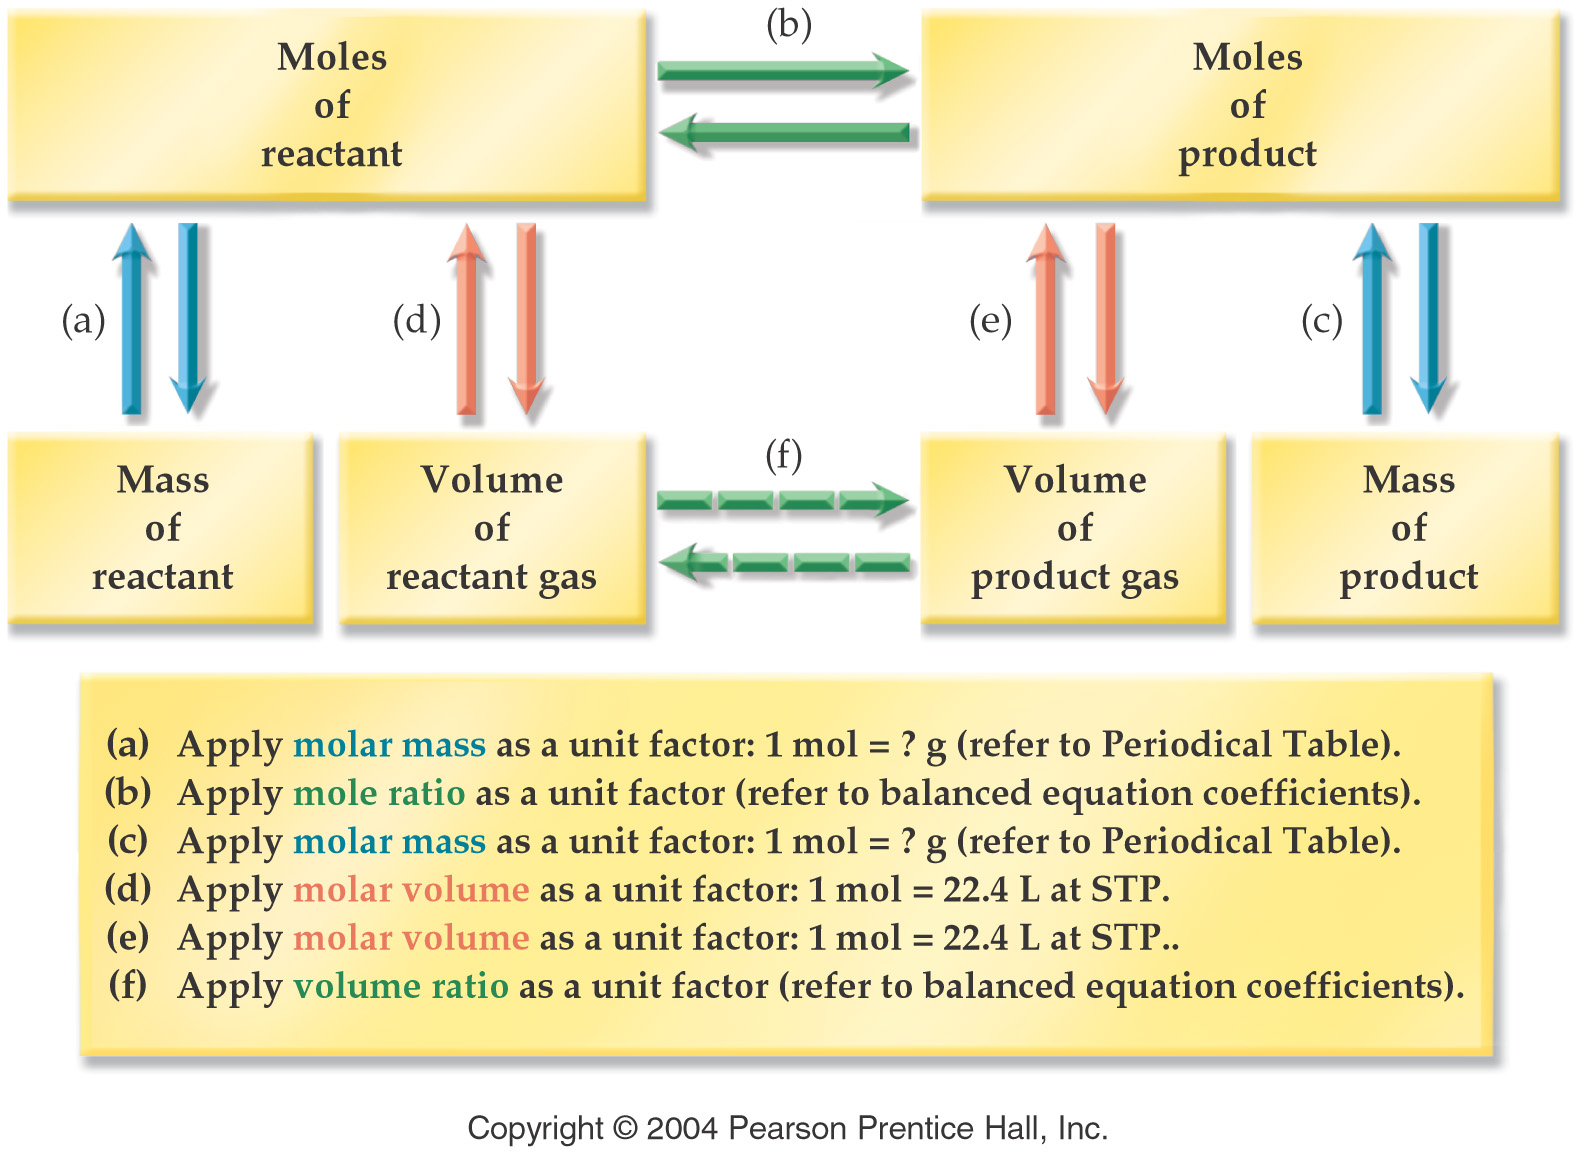 (b)
Moles
of
reactant
Moles
of
product
(a)
(d)
(e)
(c)
Mass
of
reactant
Volume
of
reactant gas
(f)
Volume
of
product gas
Mass
of
product
(a) Apply molar mass as a unit factor: 1 mol = ? g (refer to Periodical Table).
(b) Apply mole ratio as a unit factor (refer to balanced equation coefficients).
(c) Apply molar mass as a unit factor: 1 mol = ? g (refer to Periodical Table).
(d) Apply molar volume as a unit factor: 1 mol = 22.4 L at STP.
(e) Apply molar volume as a unit factor: 1 mol = 22.4 L at STP..
(f) Apply volume ratio as a unit factor (refer to balanced equation coefficients).
Copyright © 2004 Pearson Prentice Hall, Inc.